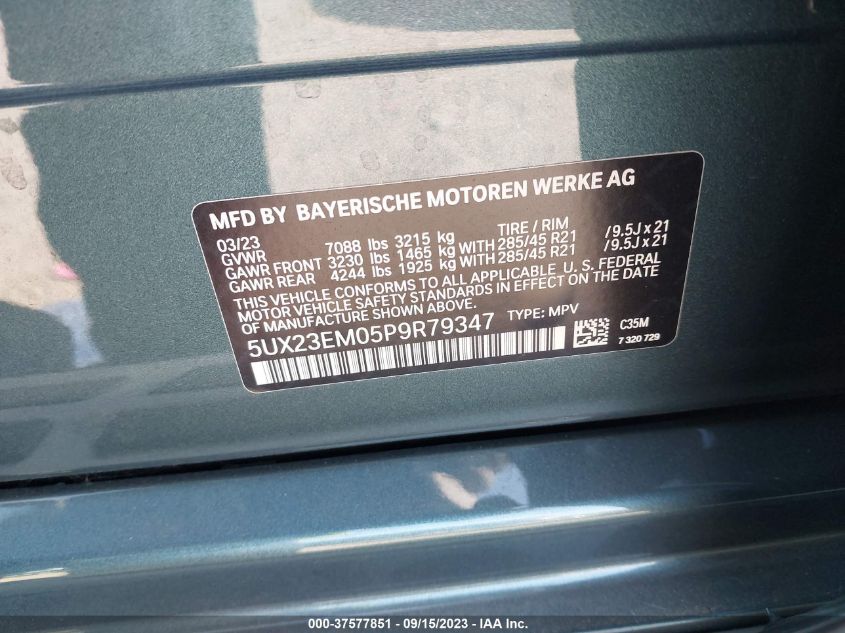 MFD BY BAYERISCHE MOTOREN WERKE AG
03/23
GVWR 7088 lbs 3215 kg TIRE / RIM
GAWR FRONT 3230 lbs 1465 kg WITH 285/45 R21 /9.5J x 21
GAWR REAR 4244 lbs 1925 kg WITH 285/45 R21 /9.5J x 21
THIS VEHICLE CONFORMS TO ALL APPLICABLE U. S. FEDERAL
MOTOR VEHICLE SAFETY STANDARDS IN EFFECT ON THE DATE
OF MANUFACTURE SHOWN ABOVE.
5UX23EM05P9R79347 TYPE: MPV
C35M
7 320 729
000-37577851 - 09/15/2023 - IAA Inc.